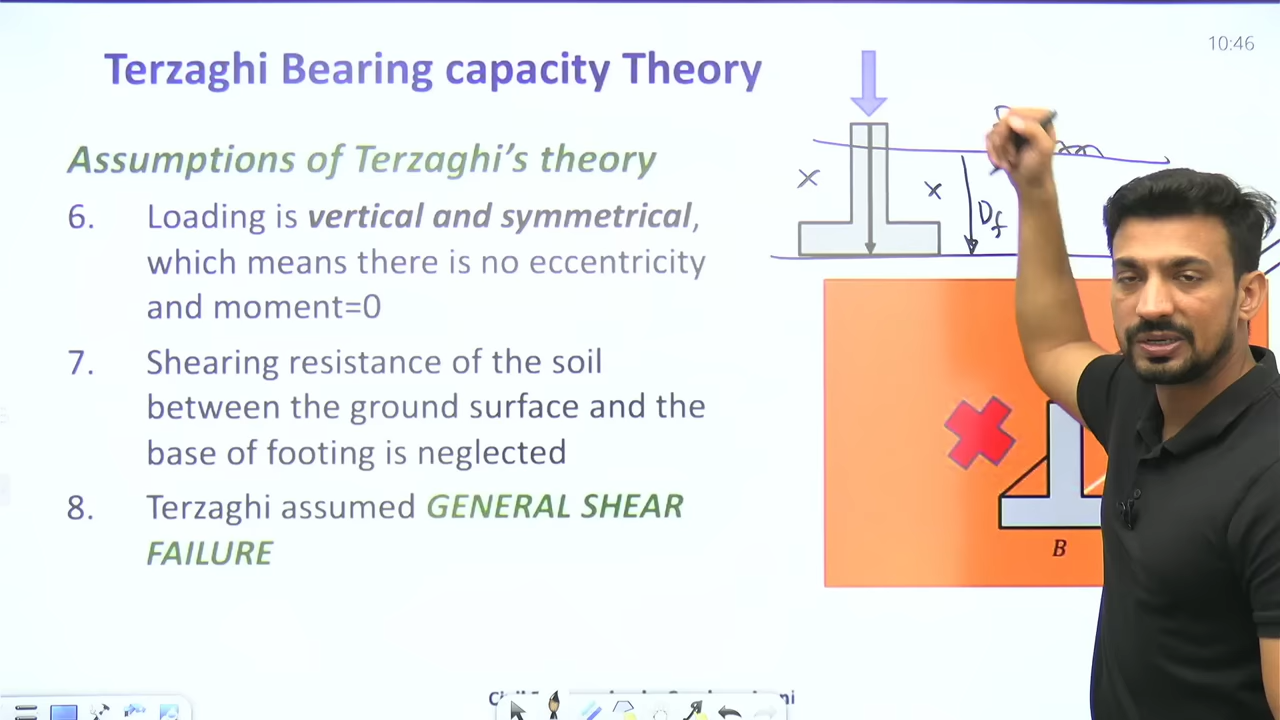 10:46
Terzaghi Bearing capacity Theory
Assumptions of Terzaghi's theory
6. Loading is vertical and symmetrical,
which means there is no eccentricity
and moment=0
7. Shearing resistance of the soil
between the ground surface and the
base of footing is neglected
8. Terzaghi assumed GENERAL SHEAR
FAILURE
x
x
Df
B